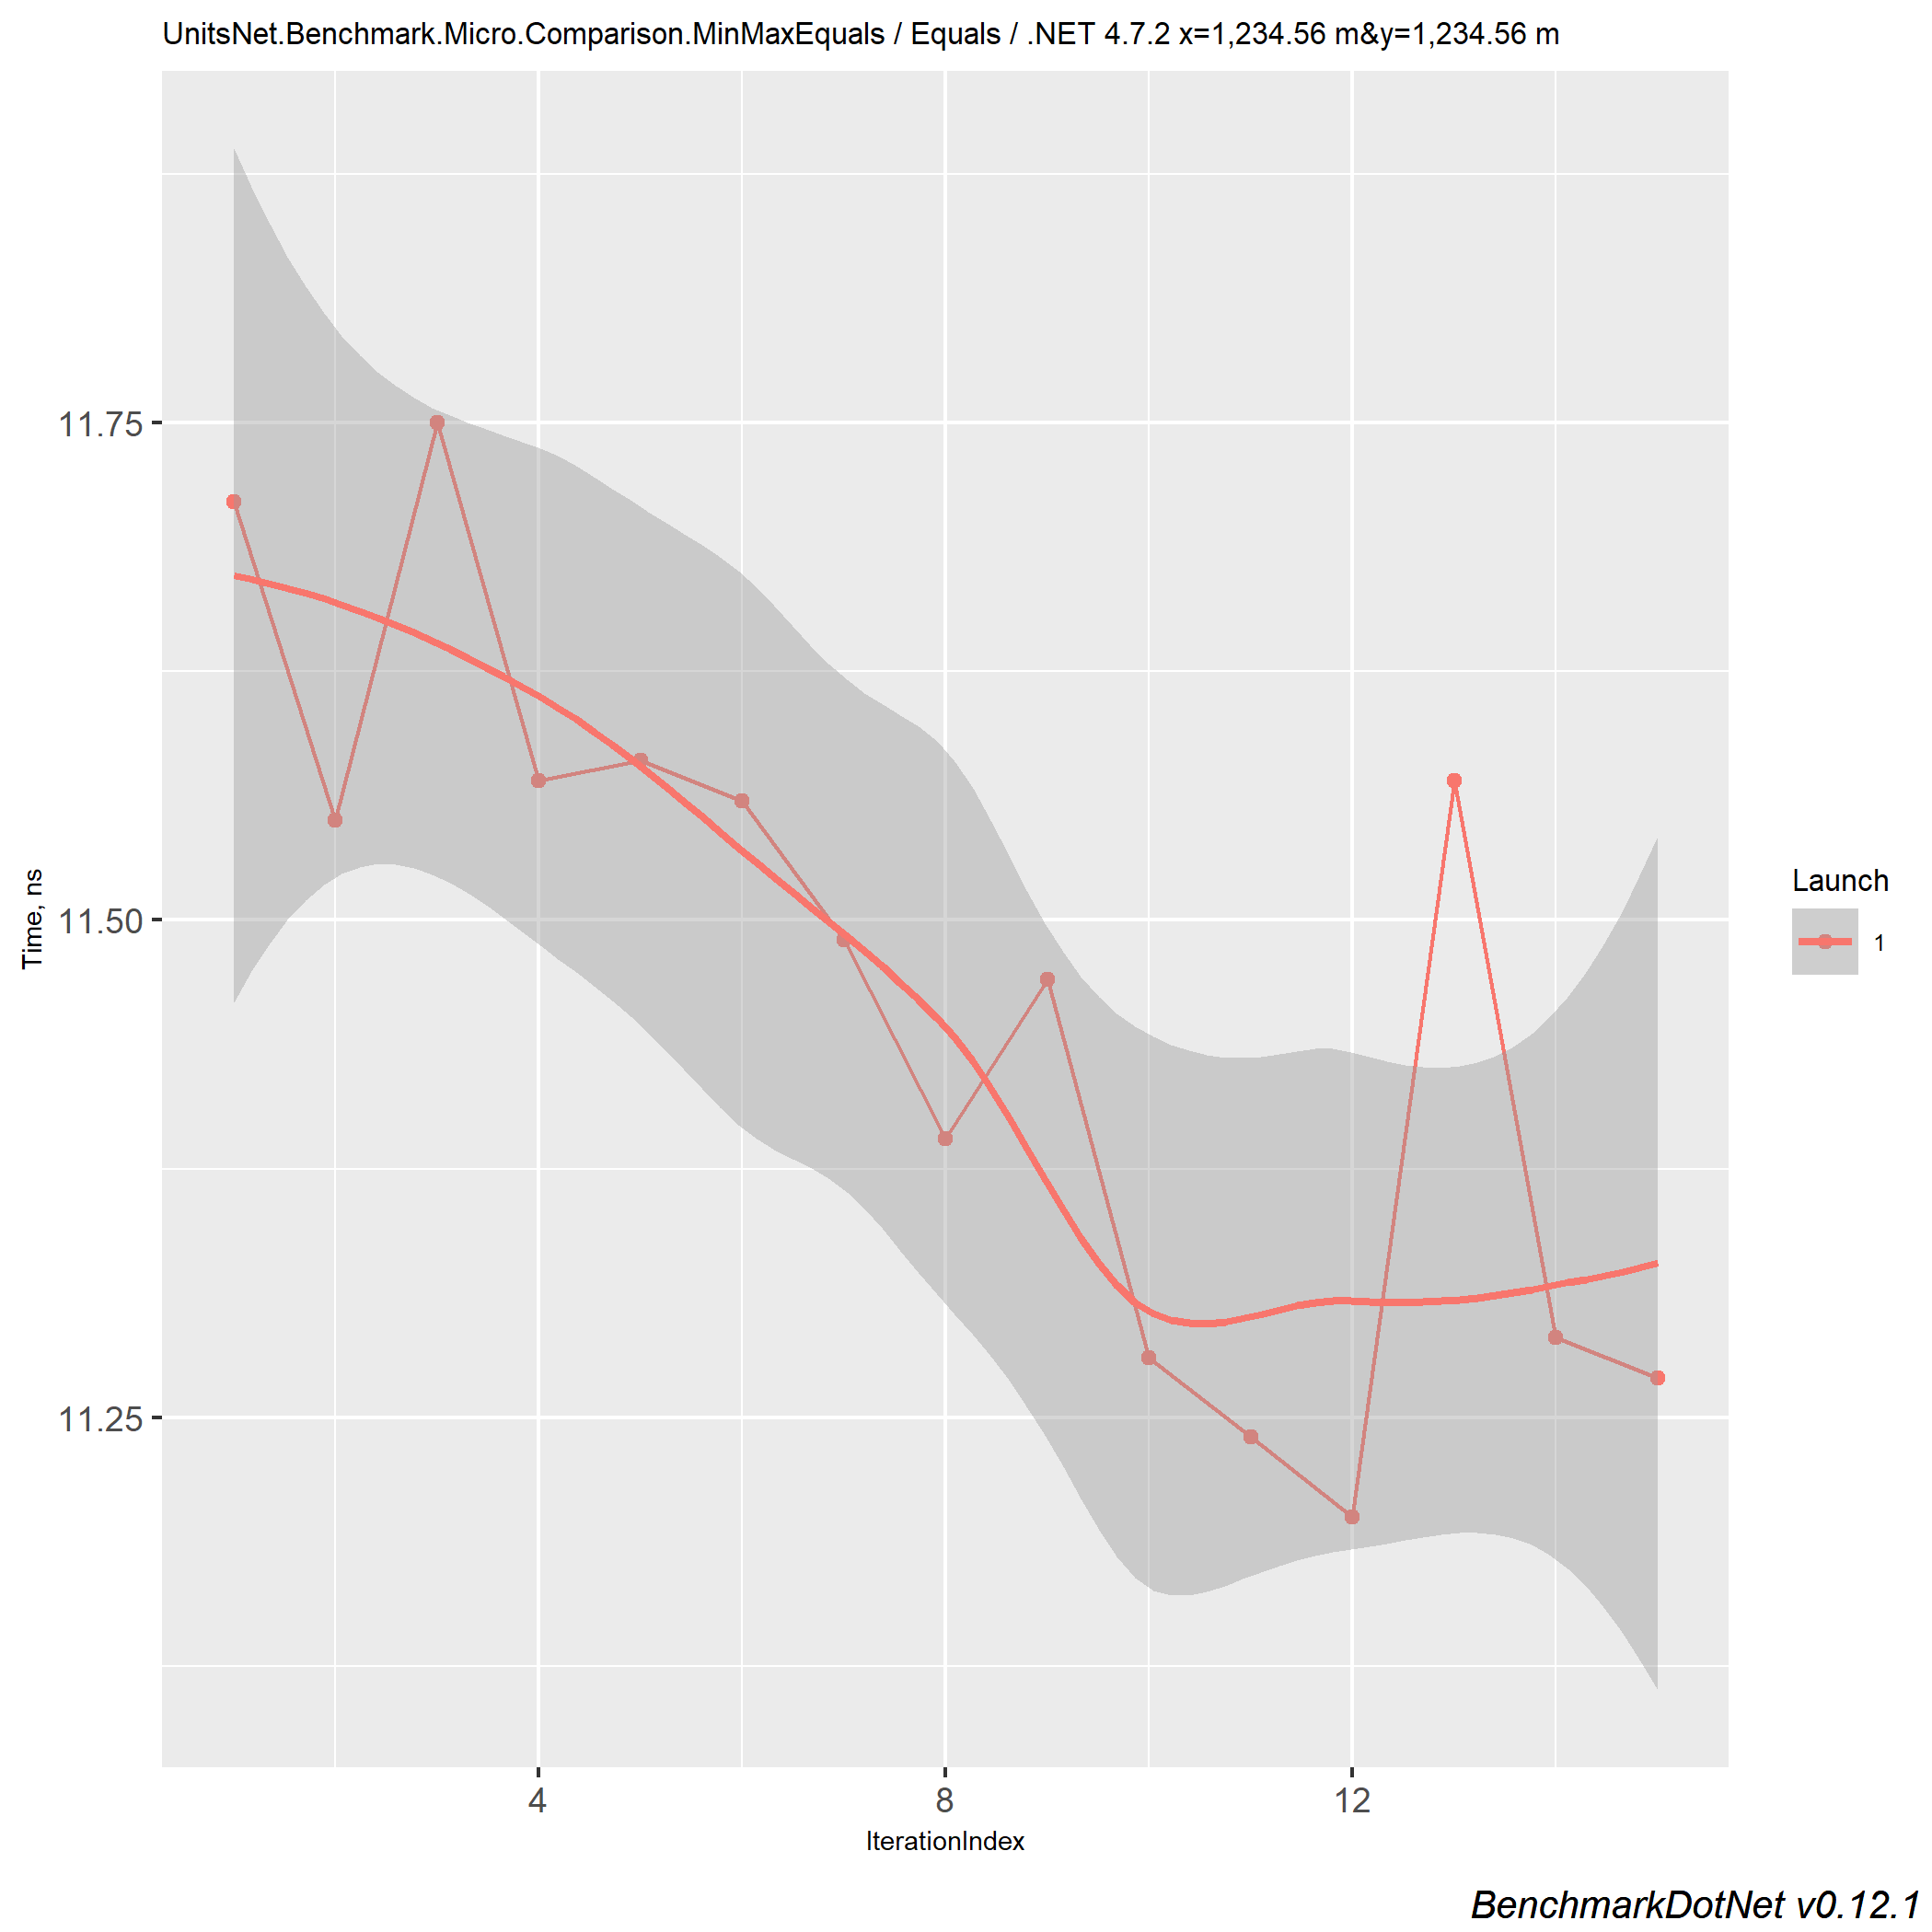 UnitsNet.Benchmark.Micro.Comparison.MinMaxEquals / Equals / .NET 4.7.2 x=1,234.56 m&y=1,234.56 m
11.75
11.50
11.25
Time, ns
4
8
12
IterationIndex
Launch
1
BenchmarkDotNet v0.12.1